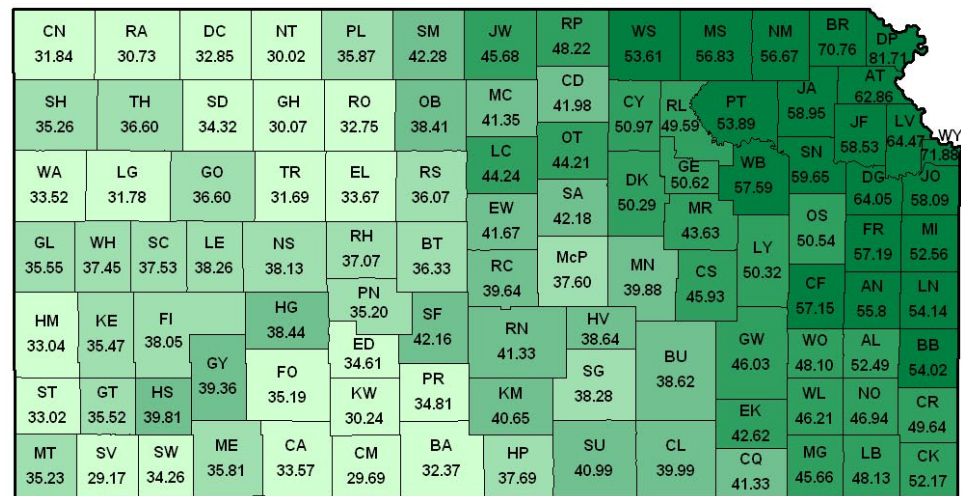 CN
31.84
RA
30.73
DC
32.85
NT
30.02
PL
35.87
SM
42.28
JW
45.68
RP
48.22
WS
53.61
MS
56.83
NM
56.67
BR
70.76
DP
81.71
AT
62.86
SH
35.26
TH
36.60
SD
34.32
GH
30.07
RO
32.75
OB
38.41
MC
41.35
CD
41.98
CY
50.97
RL
49.59
PT
53.89
JA
58.95
JF
58.53
LV
64.47
WY
71.88
WA
33.52
LG
31.78
GO
36.60
TR
31.69
EL
33.67
RS
36.07
LC
44.24
OT
44.21
DK
50.29
GE
50.62
WB
57.59
SN
59.65
DG
64.05
JO
58.09
EW
41.67
SA
42.18
MR
43.63
OS
50.54
FR
57.19
MI
52.56
GL
35.55
WH
37.45
SC
37.53
LE
38.26
NS
38.13
RH
37.07
BT
36.33
RC
39.64
McP
37.60
MN
39.88
CS
45.93
LY
50.32
CF
57.15
AN
55.8
LN
54.14
HM
33.04
KE
35.47
FI
38.05
HG
38.44
PN
35.20
SF
42.16
RN
41.33
HV
38.64
GY
39.36
ED
34.61
FO
35.19
SG
38.28
BU
38.62
GW
46.03
WO
48.10
AL
52.49
BB
54.02
ST
33.02
GT
35.52
HS
39.81
KW
30.24
PR
34.81
KM
40.65
EK
42.62
WL
46.21
NO
46.94
CR
49.64
MT
35.23
SV
29.17
SW
34.26
ME
35.81
CA
33.57
CM
29.69
BA
32.37
HP
37.69
SU
40.99
CL
39.99
CQ
41.33
MG
45.66
LB
48.13
CK
52.17